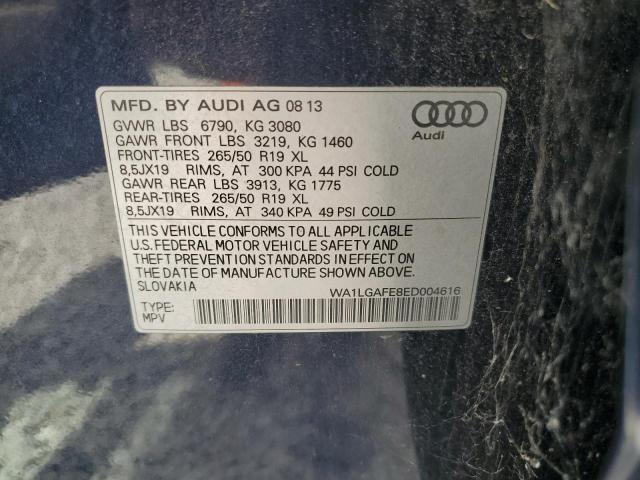 MFD. BY AUDI AG 08 13
GVWR LBS 6790, KG 3080
GAWR FRONT LBS 3219, KG 1460
FRONT-TIRES 265/50 R19 XL
8,5JX19 RIMS, AT 300 KPA 44 PSI COLD
GAWR REAR LBS 3913, KG 1775
REAR-TIRES 265/50 R19 XL
8,5JX19 RIMS, AT 340 KPA 49 PSI COLD
Audi
THIS VEHICLE CONFORMS TO ALL APPLICABLE
U.S. FEDERAL MOTOR VEHICLE SAFETY AND
THEFT PREVENTION STANDARDS IN EFFECT ON
THE DATE OF MANUFACTURE SHOWN ABOVE.
SLOVAKIA
WA1LGAFE8ED004616
TYPE:
MPV